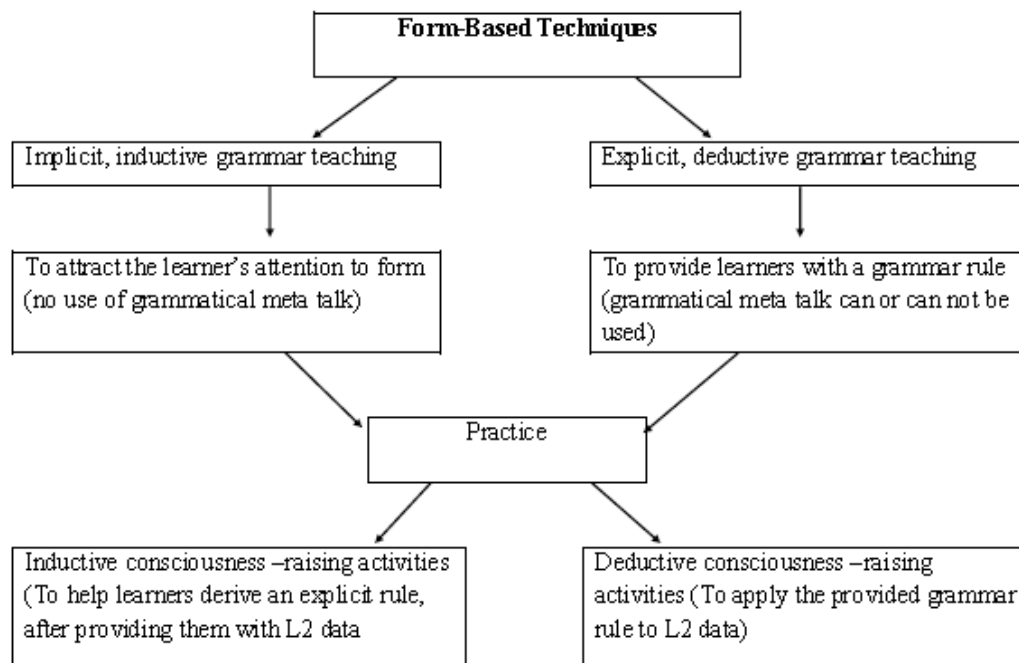 Form-Based Techniques
Implicit, inductive grammar teaching
Explicit, deductive grammar teaching
To attract the learner's attention to form
(no use of grammatical meta talk)
To provide learners with a grammar rule
(grammatical meta talk can or can not be
used)
Practice
Inductive consciousness –raising activities
(To help learners derive an explicit rule,
after providing them with L2 data
Deductive consciousness –raising
activities (To apply the provided grammar
rule to L2 data)